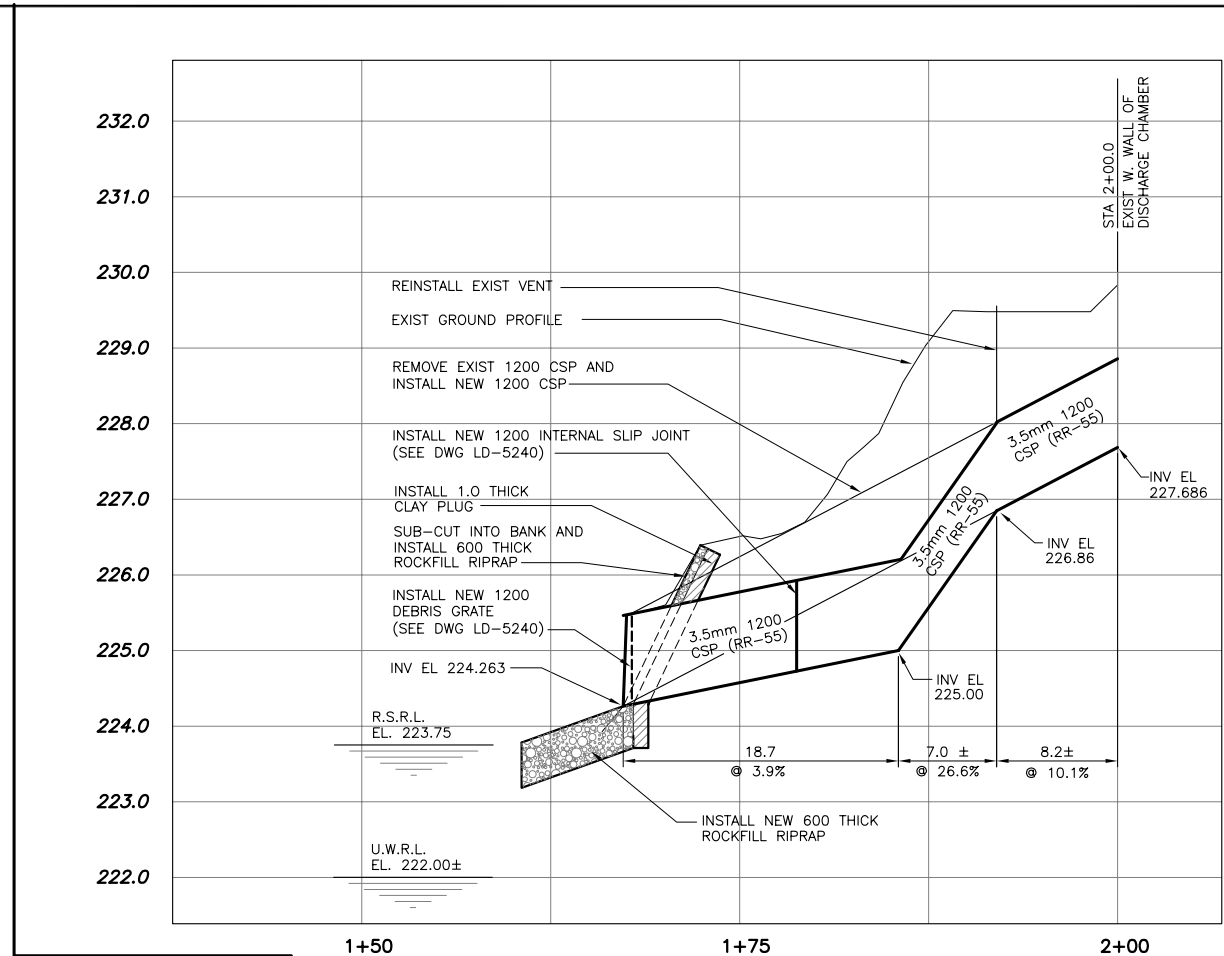 232.0
231.0
230.0
229.0
228.0
227.0
226.0
225.0
224.0
223.0
222.0
STA 2+00.0
EXIST W. WALL OF
DISCHARGE CHAMBER
REINSTALL EXIST VENT
EXIST GROUND PROFILE
REMOVE EXIST 1200 CSP AND
INSTALL NEW 1200 CSP
INSTALL NEW 1200 INTERNAL SLIP JOINT
(SEE DWG LD-5240)
INSTALL 1.0 THICK
CLAY PLUG
SUB-CUT INTO BANK AND
INSTALL 600 THICK
ROCKFILL RIPRAP
INSTALL NEW 1200
DEBRIS GRATE
(SEE DWG LD-5240)
INV EL 224.263
R.S.R.L.
EL. 223.75
U.W.R.L.
EL. 222.00±
3.5mm 1200
CSP (RR-55)
3.5mm 1200
CSP (RR-55)
3.5mm 1200
CSP (RR-55)
INV EL
227.686
INV EL
226.86
INV EL
225.00
18.7
@ 3.9%
7.0 ±
@ 26.6%
8.2±
@ 10.1%
INSTALL NEW 600 THICK
ROCKFILL RIPRAP
1+50
1+75
2+00